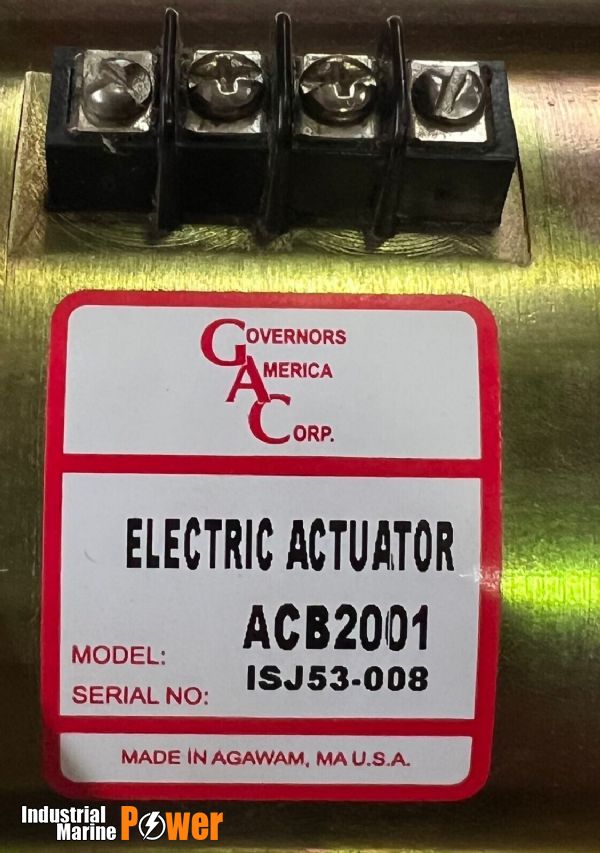 GOVERNORS
AMERICA
CORP.
ELECTRIC ACTUATOR
MODEL: ACB2001
SERIAL NO: ISJ53-008
MADE IN AGAWAM, MA U.S.A.
Industrial
Marine Power